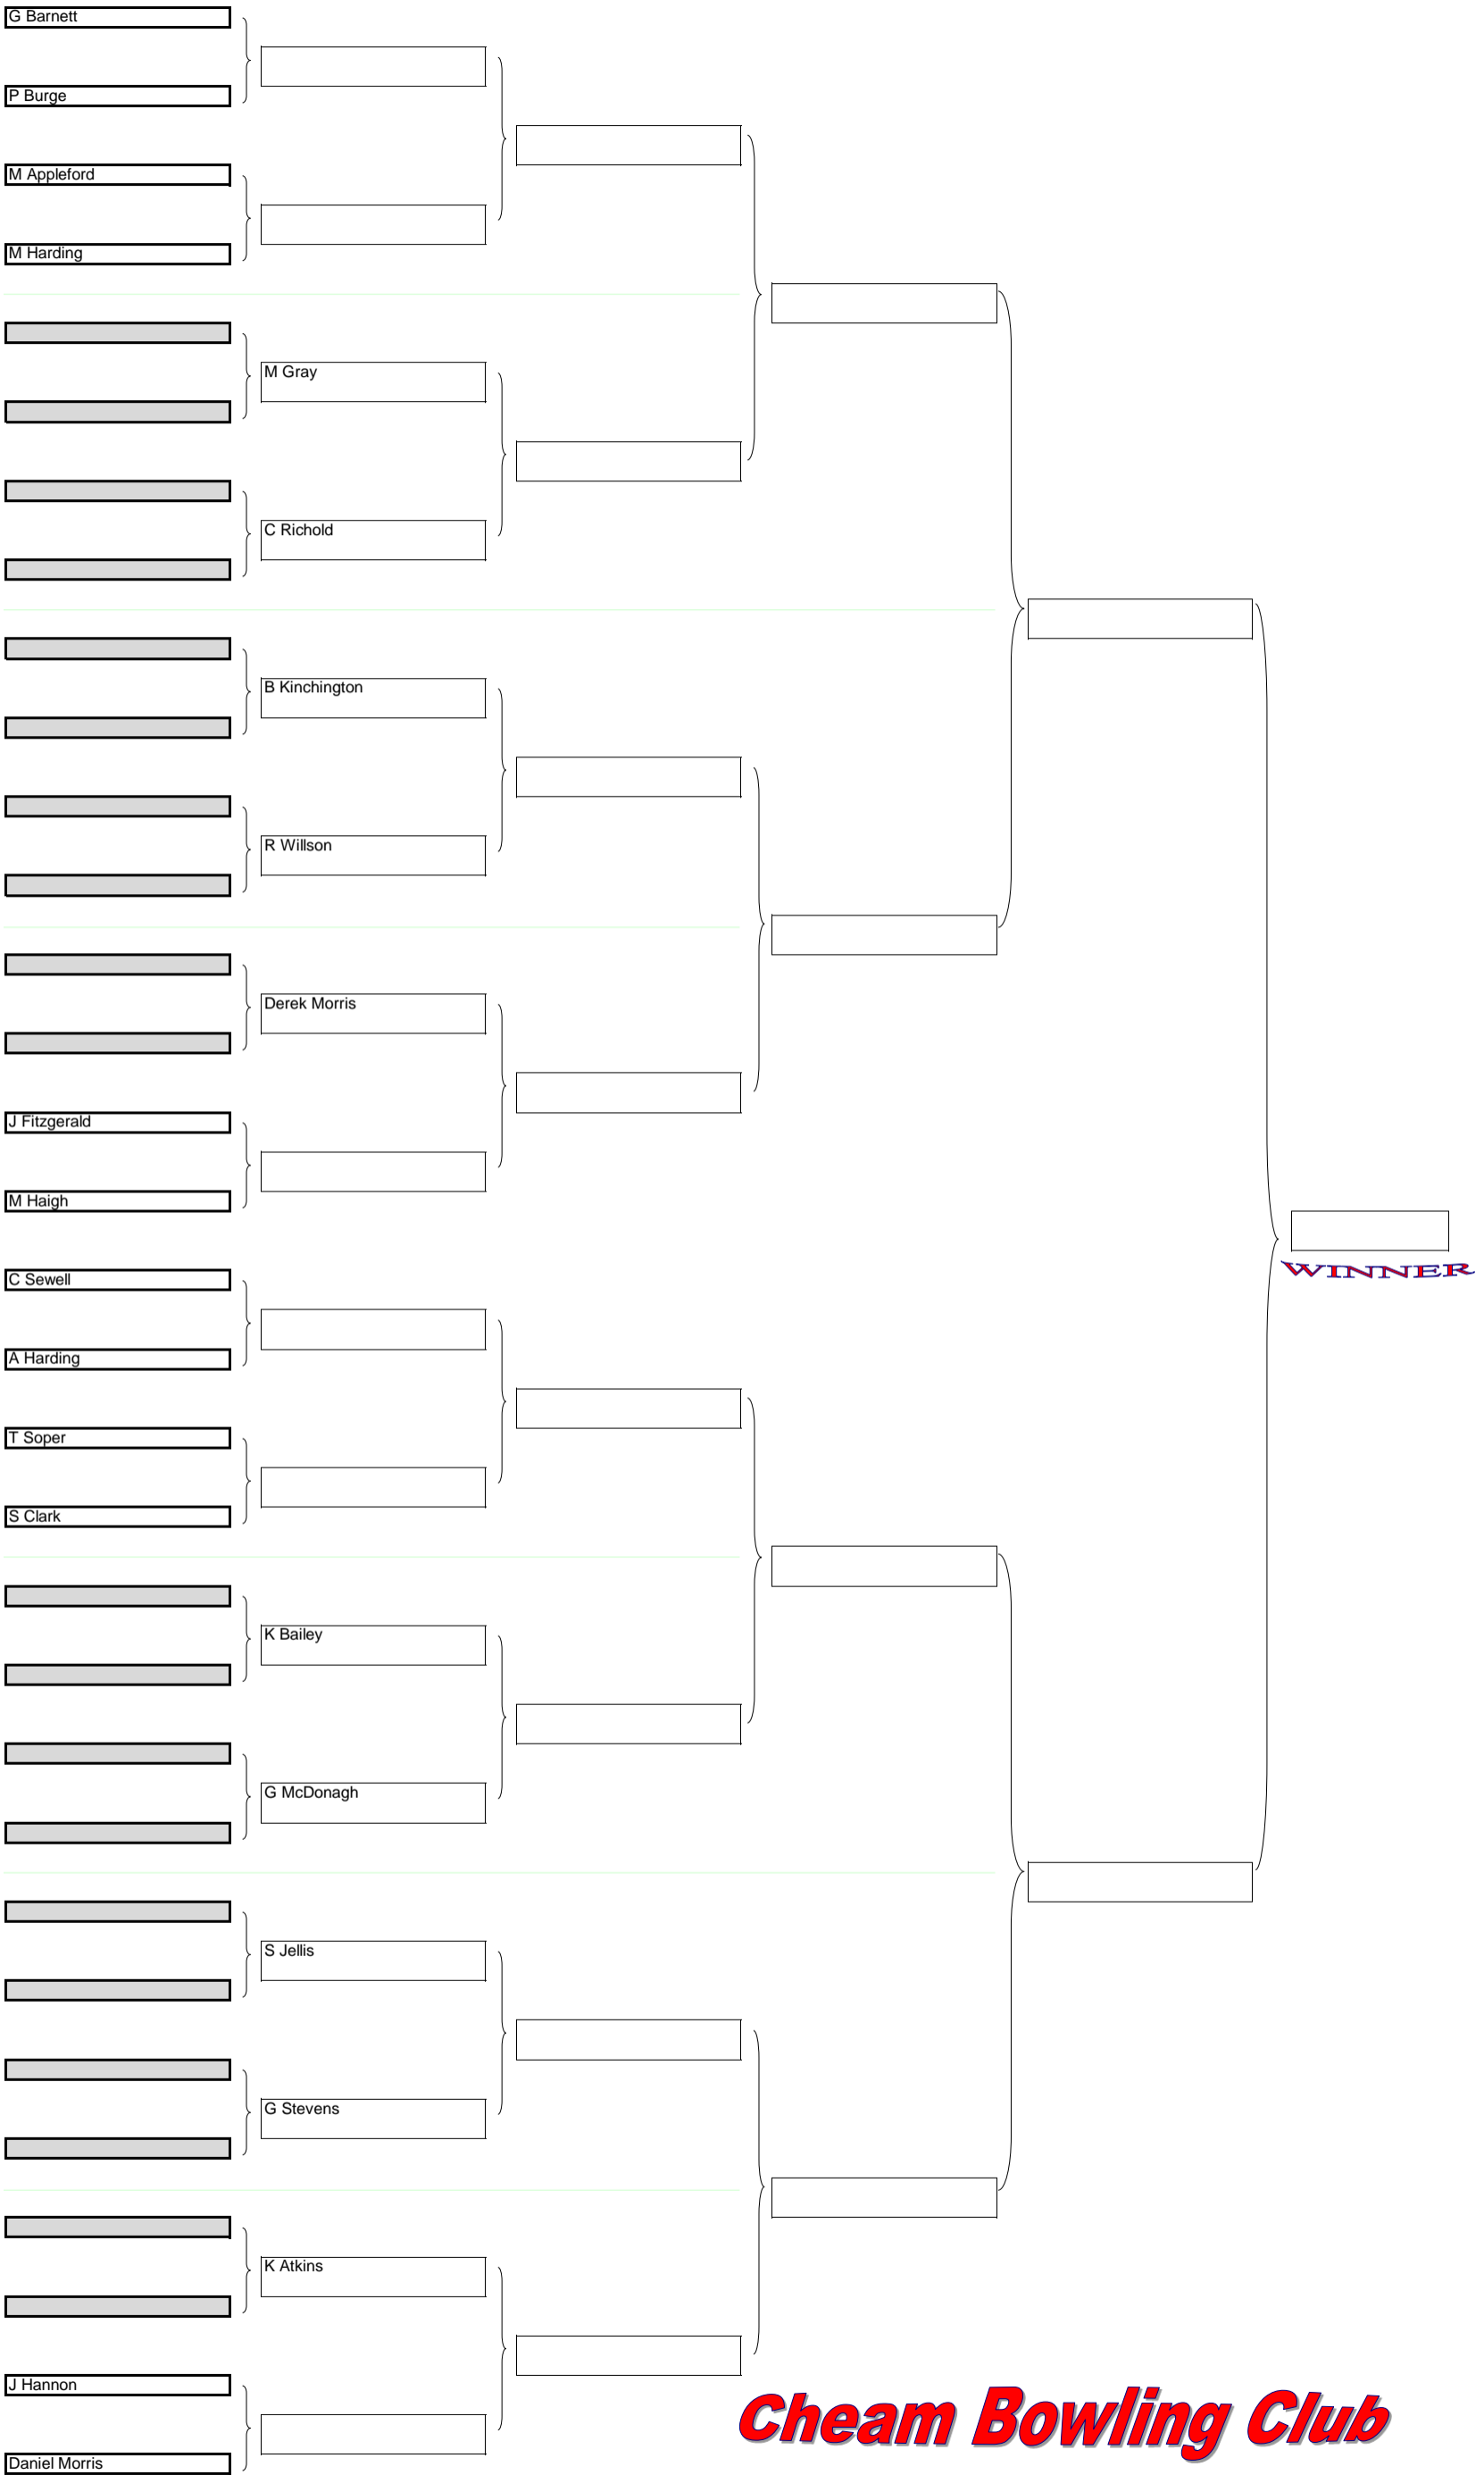 G Barnett
P Burge
M Appleford
M Harding
M Gray
C Richold
B Kinchington
R Willson
Derek Morris
J Fitzgerald
M Haigh
WINNER
C Sewell
A Harding
T Soper
S Clark
K Bailey
G McDonagh
S Jellis
G Stevens
K Atkins
J Hannon
Cheam Bowling Club
Daniel Morris